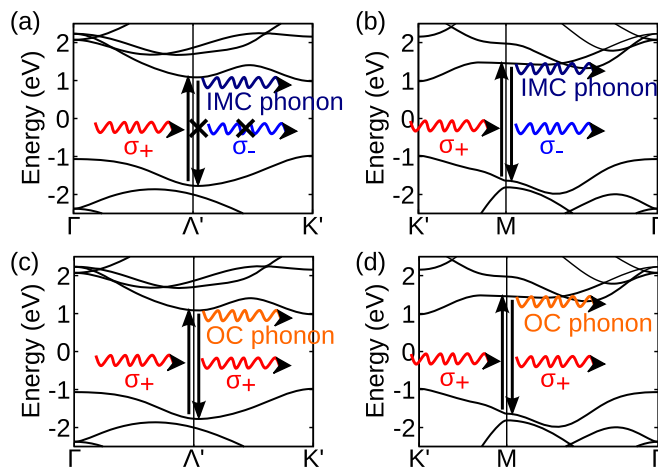 (a)
Energy (eV)
2
1
0
-1
-2
IMC phonon
σ+
σ-
Γ
Λ'
K'
(b)
Energy (eV)
2
1
0
-1
-2
IMC phonon
σ+
σ-
K'
M
Γ
(c)
Energy (eV)
2
1
0
-1
-2
OC phonon
σ+
σ+
Γ
Λ'
K'
(d)
Energy (eV)
2
1
0
-1
-2
OC phonon
σ+
σ+
K'
M
Γ